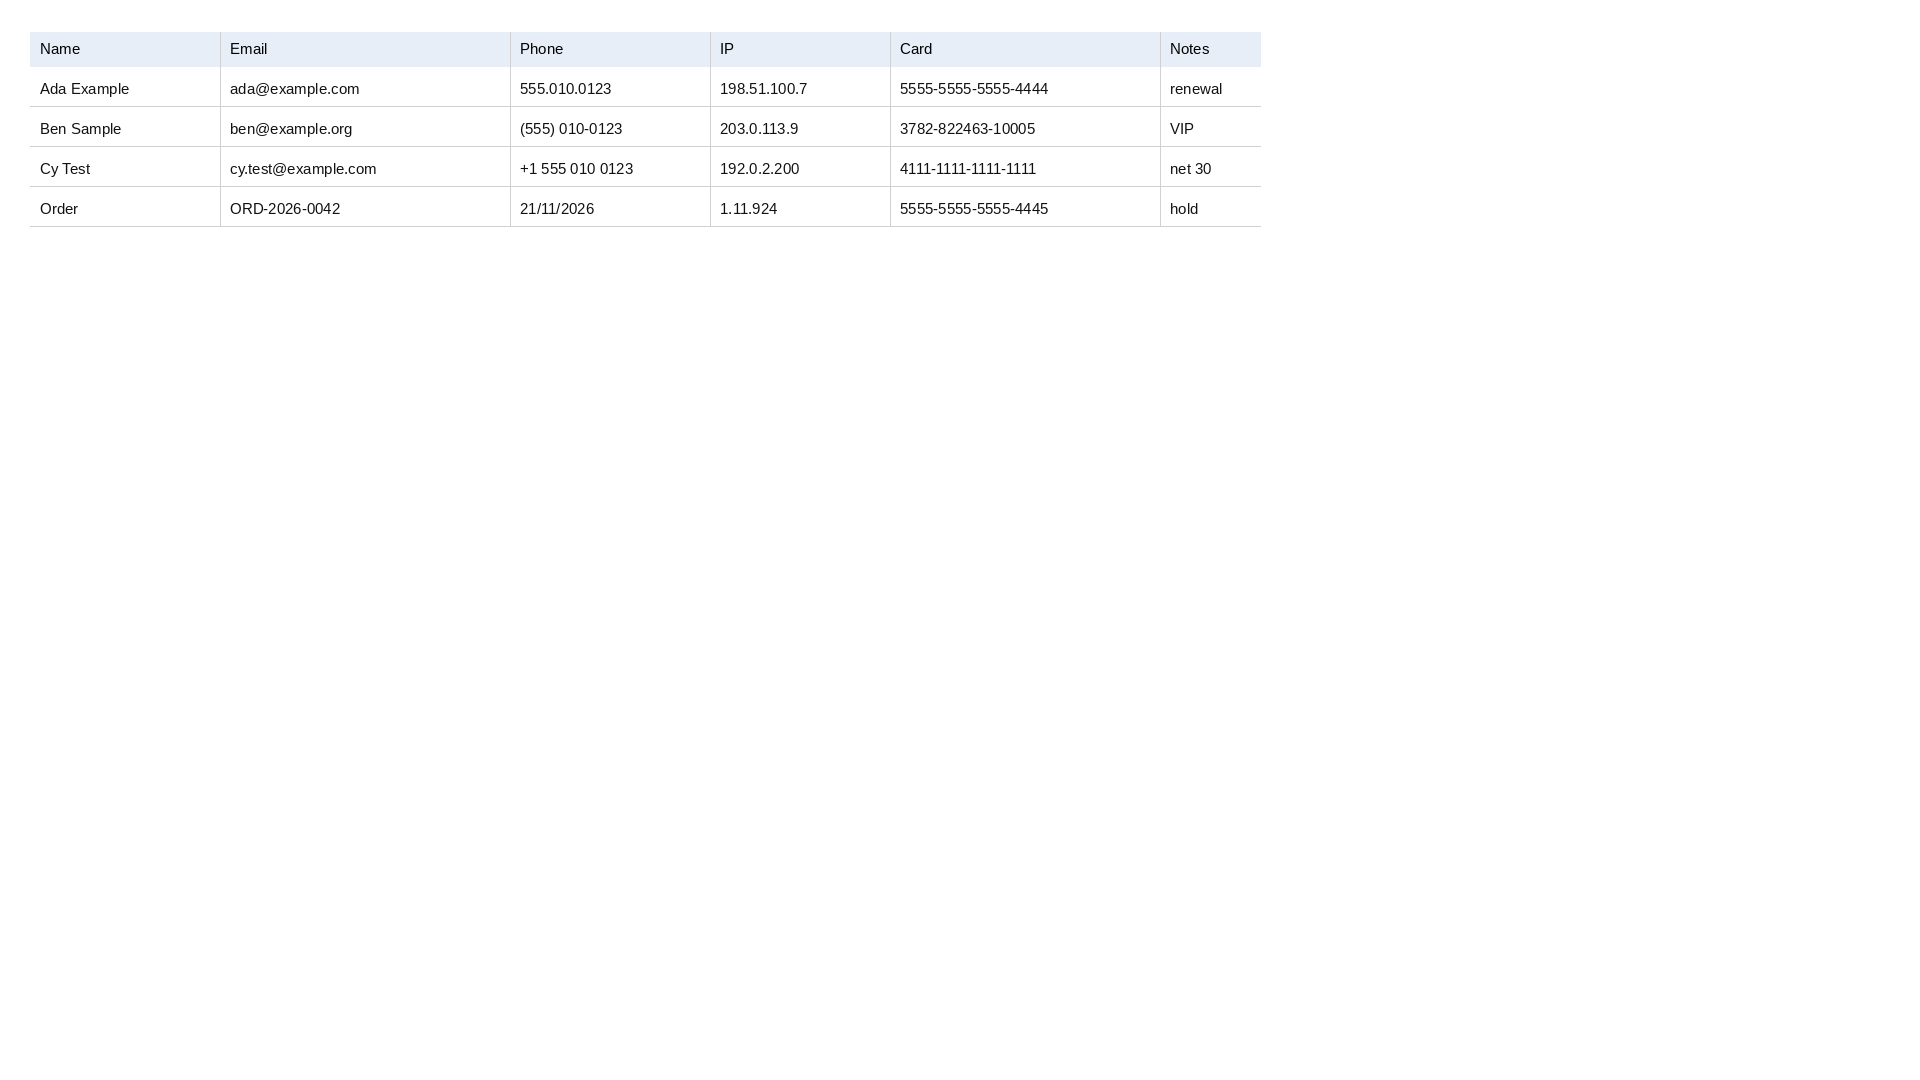 Name Email Phone IP Card Notes
Ada Example ada@example.com 555.010.0123 198.51.100.7 5555-5555-5555-4444 renewal
Ben Sample ben@example.org (555) 010-0123 203.0.113.9 3782-822463-10005 VIP
Cy Test cy.test@example.com +1 555 010 0123 192.0.2.200 4111-1111-1111-1111 net 30
Order ORD-2026-0042 21/11/2026 1.11.924 5555-5555-5555-4445 hold